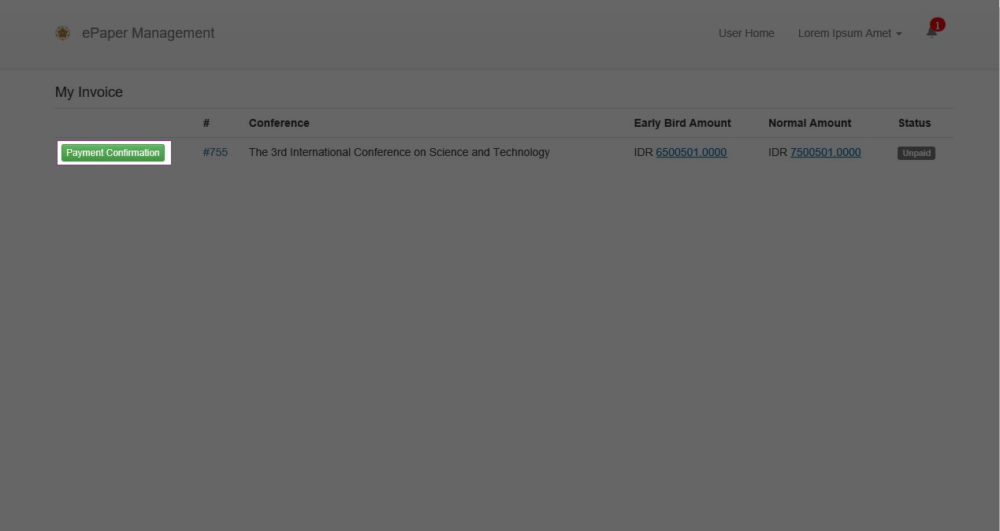 ePaper Management User Home Lorem Ipsum Amet 1
My Invoice
# Conference Early Bird Amount Normal Amount Status
Payment Confirmation #755 The 3rd International Conference on Science and Technology IDR 6500501.0000 IDR 7500501.0000 Unpaid